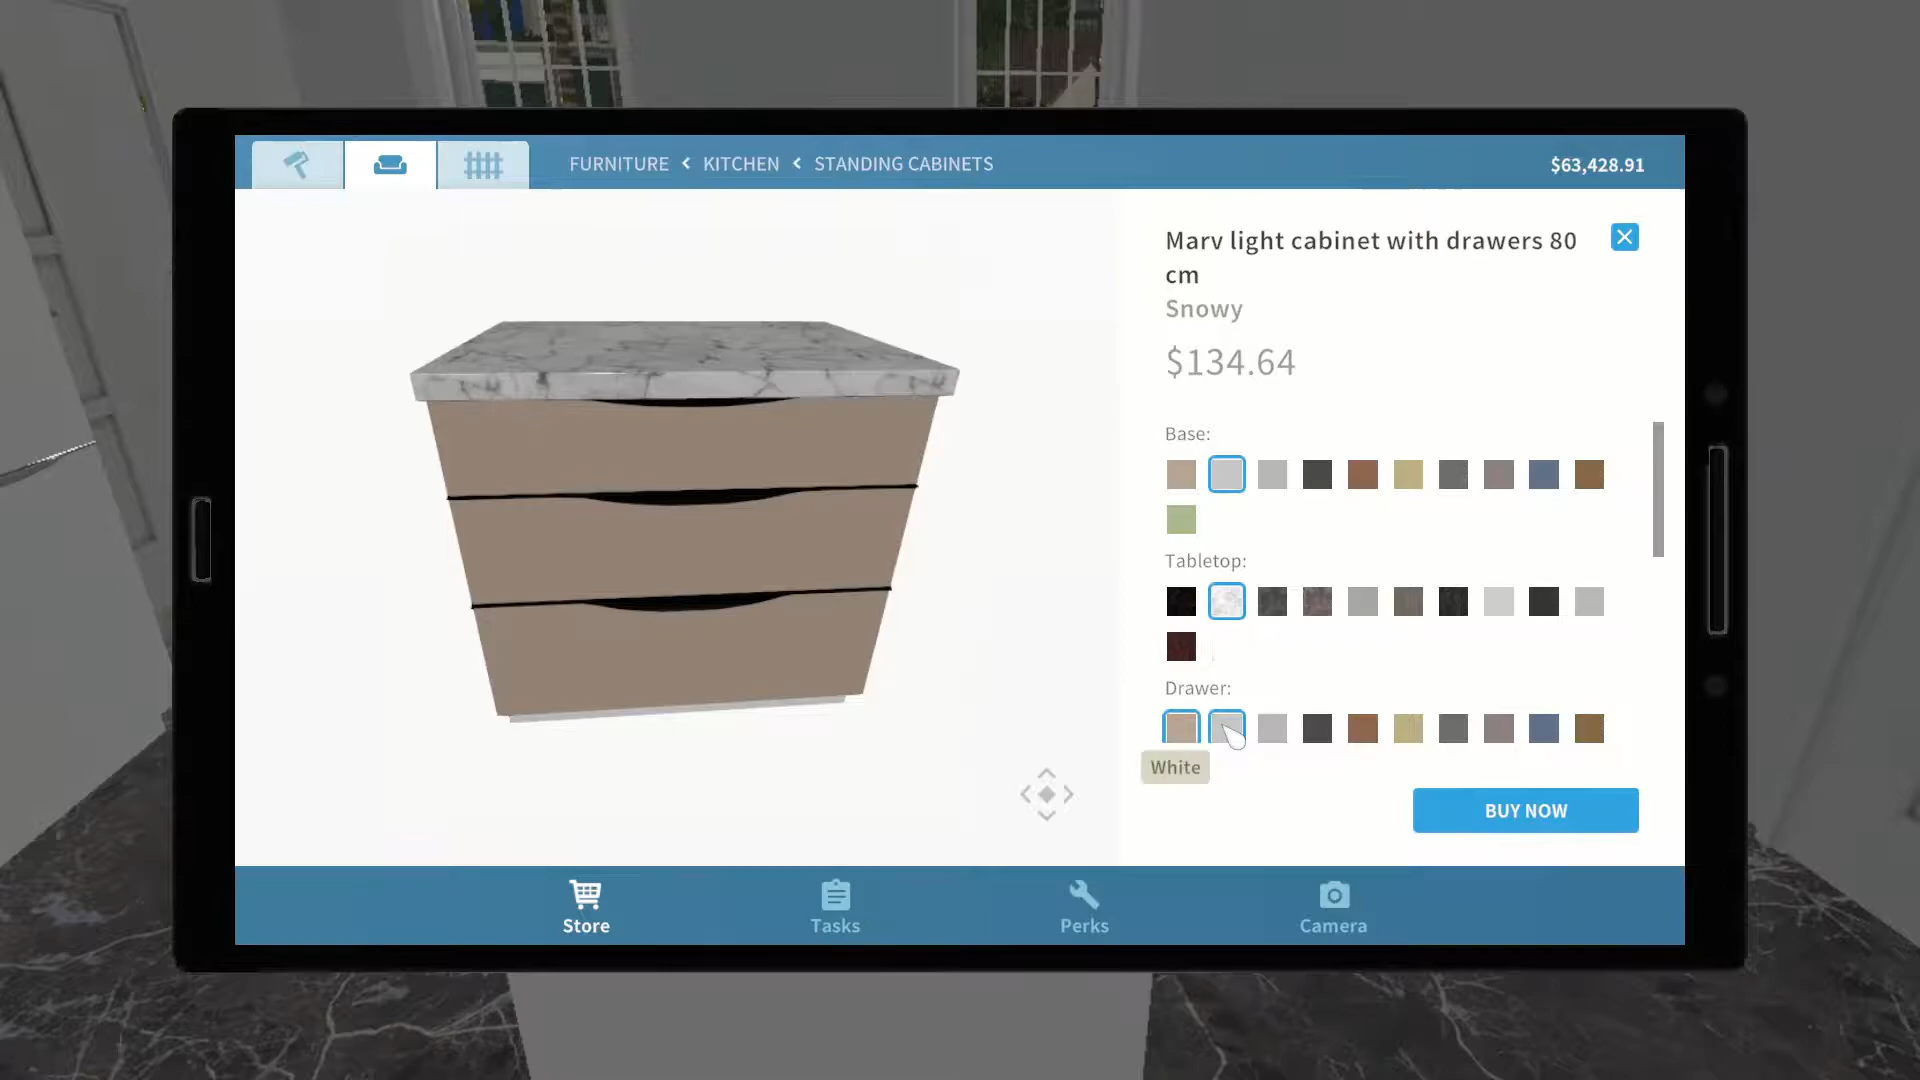 FURNITURE < KITCHEN < STANDING CABINETS
$63,428.91
Marv light cabinet with drawers 80
cm
Snowy
$134.64
Base:
Tabletop:
Drawer:
White
BUY NOW
Store
Tasks
Perks
Camera